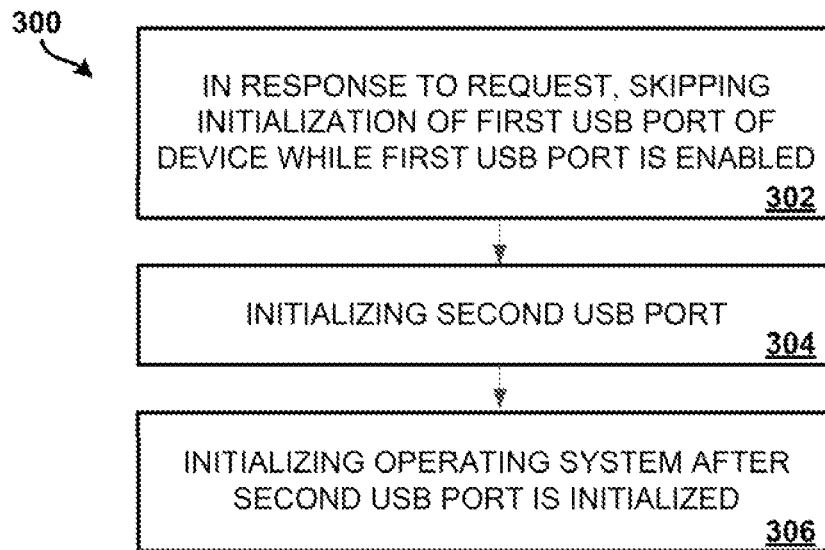 300
IN RESPONSE TO REQUEST, SKIPPING
INITIALIZATION OF FIRST USB PORT OF
DEVICE WHILE FIRST USB PORT IS ENABLED
302
INITIALIZING SECOND USB PORT
304
INITIALIZING OPERATING SYSTEM AFTER
SECOND USB PORT IS INITIALIZED
306